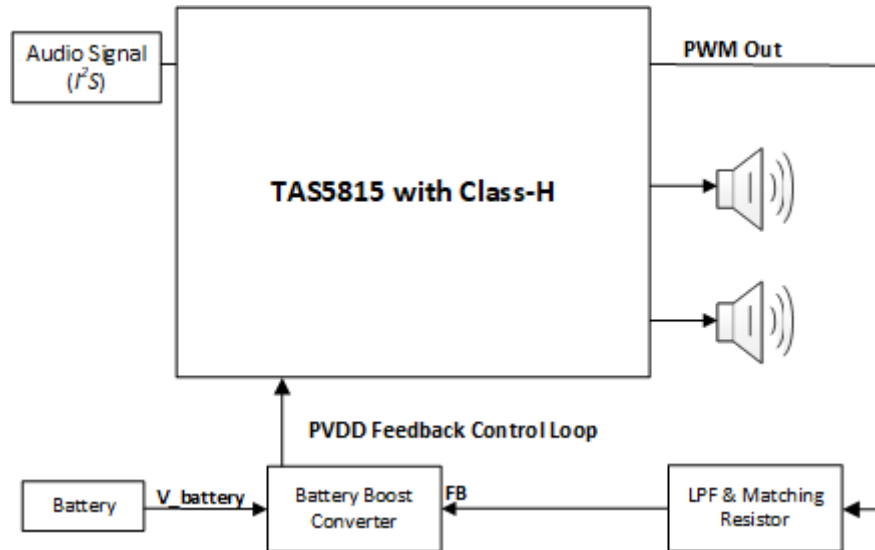 Audio Signal
(I²S)
PWM Out
TAS5815 with Class-H
PVDD Feedback Control Loop
Battery
V_battery
Battery Boost
Converter
FB
LPF & Matching
Resistor